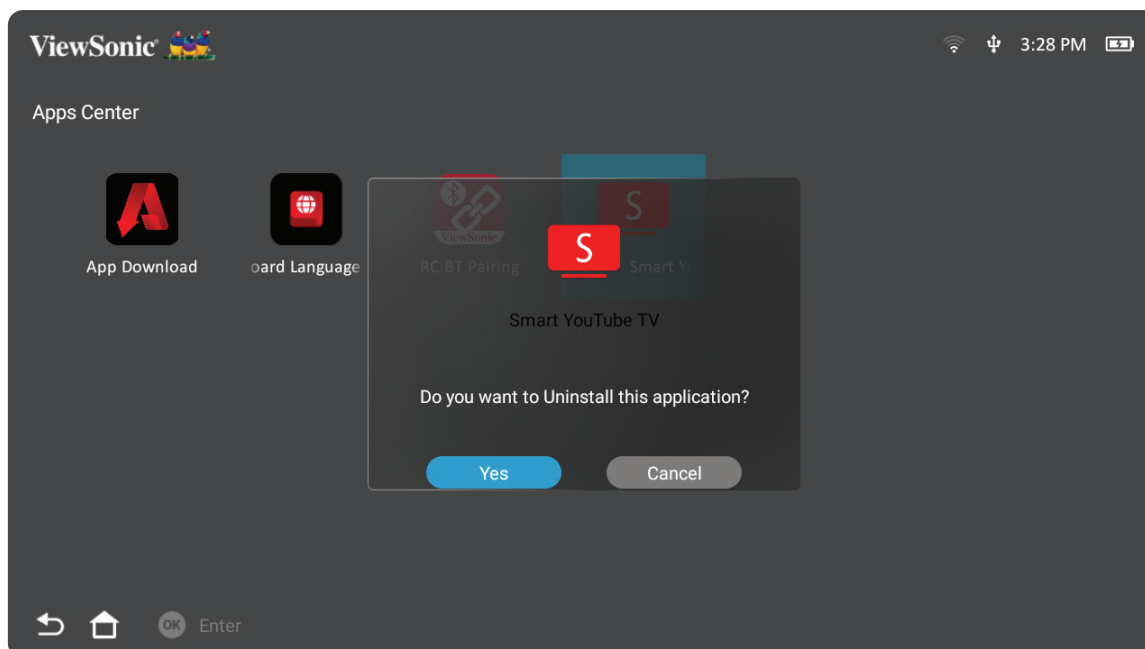 ViewSonic
3:28 PM
Apps Center
ViewSonic
S
S
App Download
oard Language
RC BT Pairing
Smart Y
Smart YouTube TV
Do you want to Uninstall this application?
Yes
Cancel
OK
Enter